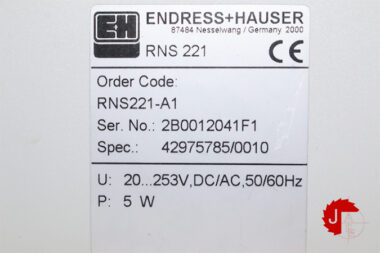 E+H
ENDRESS+HAUSER
87484 Nesselwang / Germany 2000
RNS 221
CE
Order Code:
RNS221-A1
Ser. No.: 2B0012041F1
Spec.: 42975785/0010
U: 20...253V,DC/AC,50/60Hz
P: 5 W
J